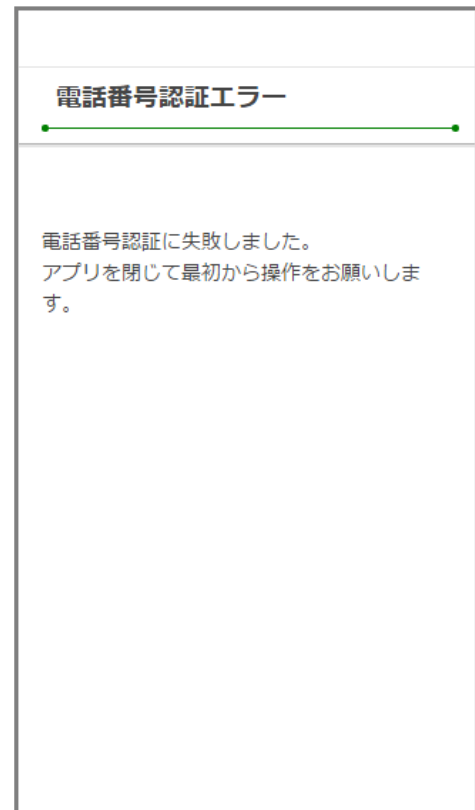 電話番号認証エラー
電話番号認証に失敗しました。
アプリを閉じて最初から操作をお願いしま
す。